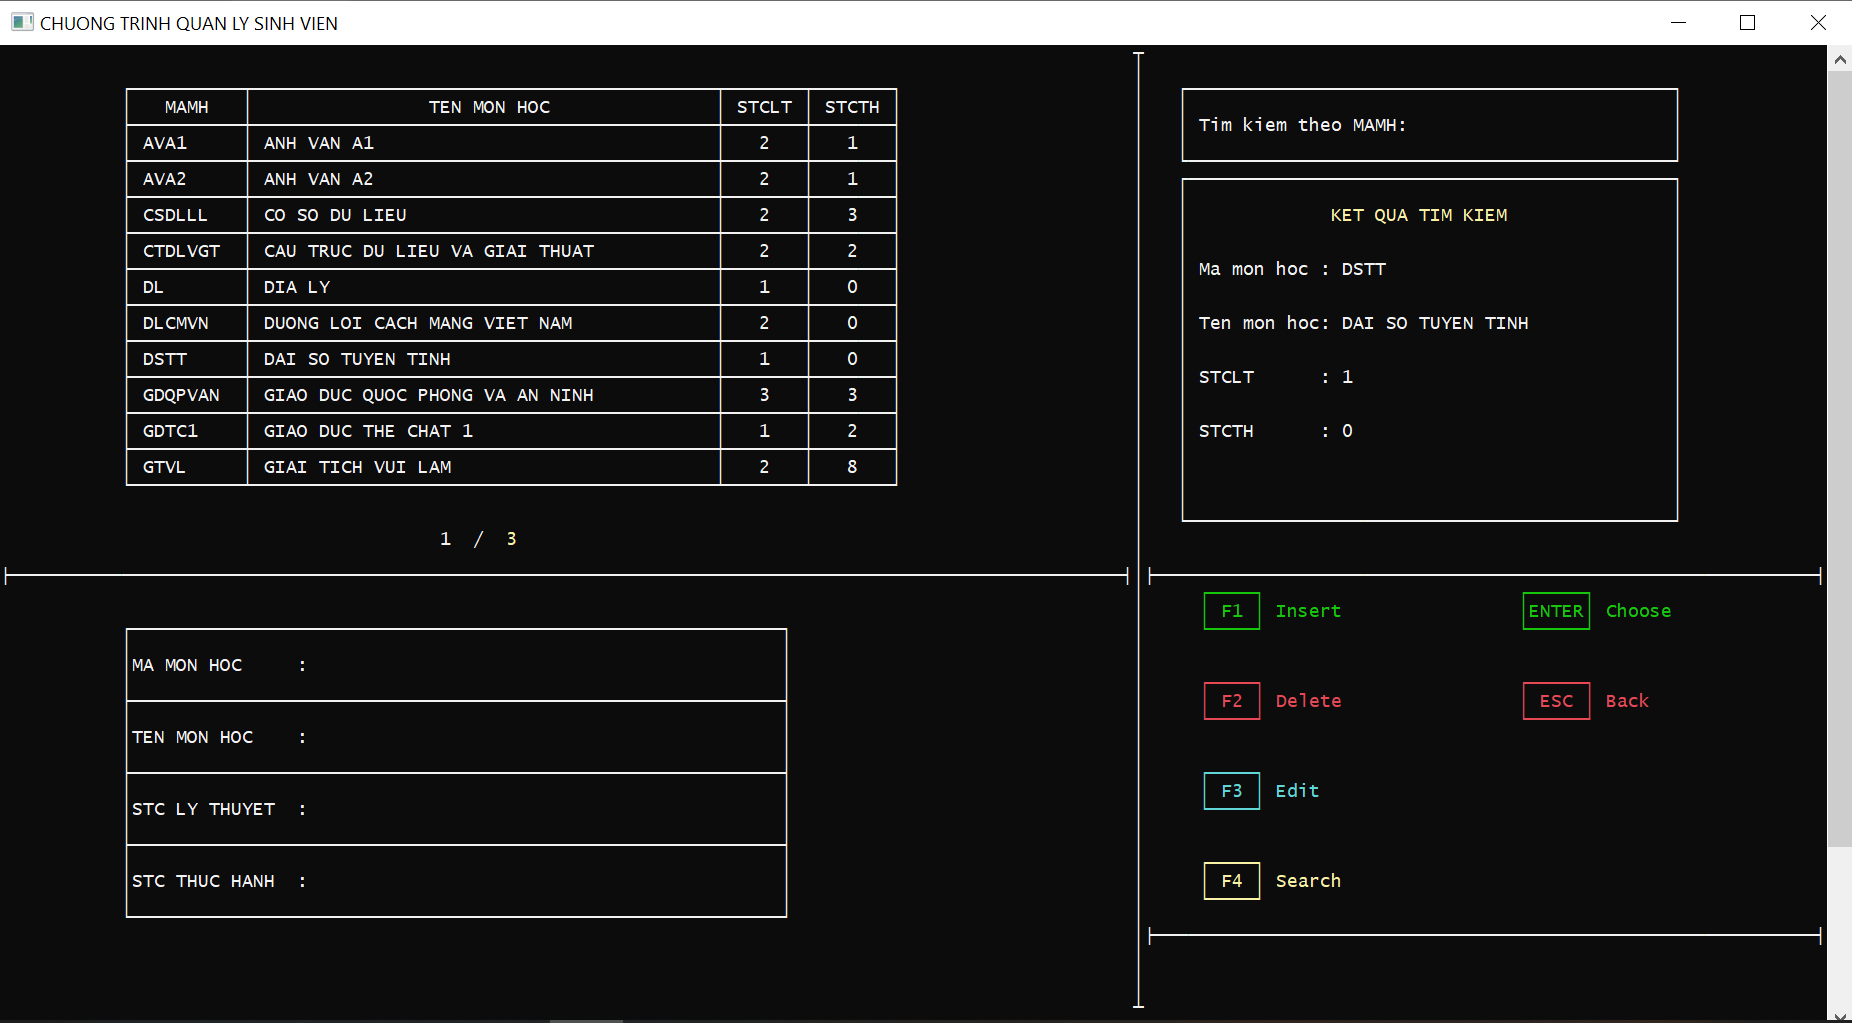 CHUONG TRINH QUAN LY SINH VIEN
MAMH TEN MON HOC STCLT STCTH
AVA1 ANH VAN A1 2 1
AVA2 ANH VAN A2 2 1
CSDLLL CO SO DU LIEU 2 3
CTDLVGT CAU TRUC DU LIEU VA GIAI THUAT 2 2
DL DIA LY 1 0
DLCMVN DUONG LOI CACH MANG VIET NAM 2 0
DSTT DAI SO TUYEN TINH 1 0
GDQPVAN GIAO DUC QUOC PHONG VA AN NINH 3 3
GDTC1 GIAO DUC THE CHAT 1 1 2
GTVL GIAI TICH VUI LAM 2 8
1 / 3
Tim kiem theo MAMH:
KET QUA TIM KIEM
Ma mon hoc : DSTT
Ten mon hoc: DAI SO TUYEN TINH
STCLT : 1
STCTH : 0
MA MON HOC :
TEN MON HOC :
STC LY THUYET :
STC THUC HANH :
F1 Insert ENTER Choose
F2 Delete ESC Back
F3 Edit
F4 Search